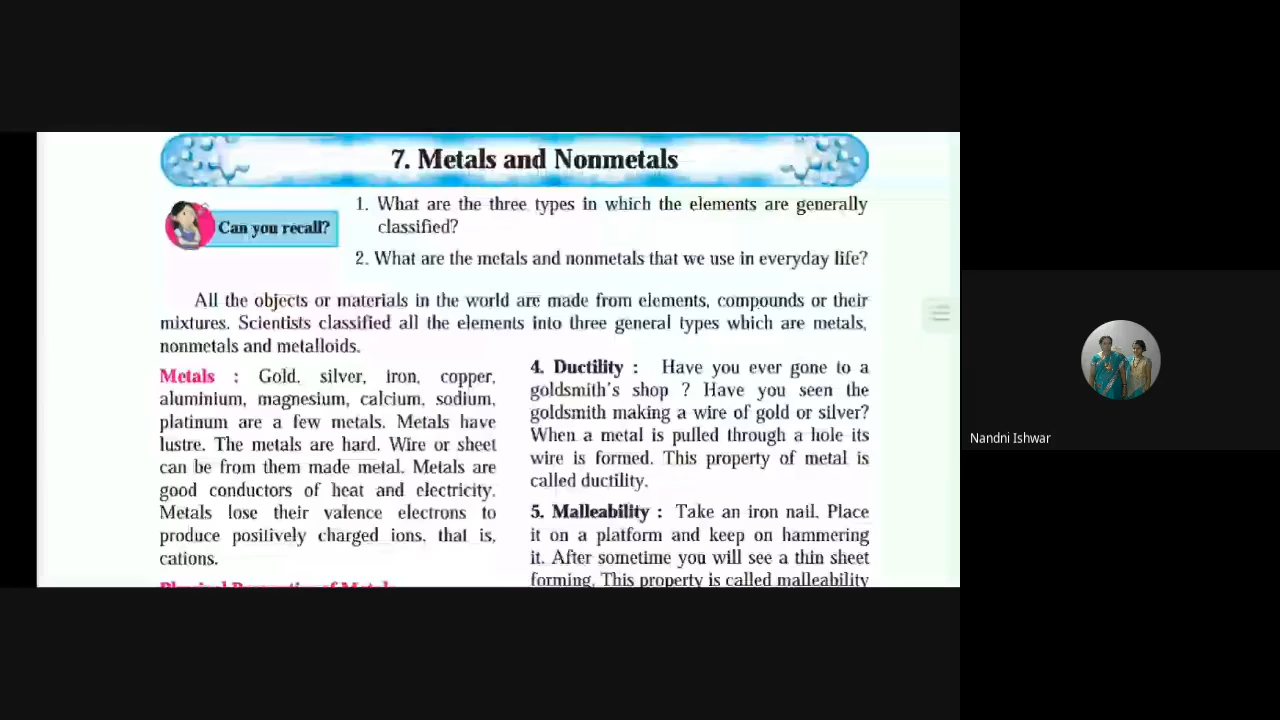 7. Metals and Nonmetals
Can you recall?
1. What are the three types in which the elements are generally
classified?
2. What are the metals and nonmetals that we use in everyday life?
All the objects or materials in the world are made from elements, compounds or their
mixtures. Scientists classified all the elements into three general types which are metals,
nonmetals and metalloids.
Metals : Gold, silver, iron, copper,
aluminium, magnesium, calcium, sodium,
platinum are a few metals. Metals have
lustre. The metals are hard. Wire or sheet
can be from them made metal. Metals are
good conductors of heat and electricity.
Metals lose their valence electrons to
produce positively charged ions, that is,
cations.
Physical Properties of Metals
4. Ductility : Have you ever gone to a
goldsmith's shop ? Have you seen the
goldsmith making a wire of gold or silver?
When a metal is pulled through a hole its
wire is formed. This property of metal is
called ductility.
5. Malleability : Take an iron nail. Place
it on a platform and keep on hammering
it. After sometime you will see a thin sheet
forming. This property is called malleability
Nandni Ishwar